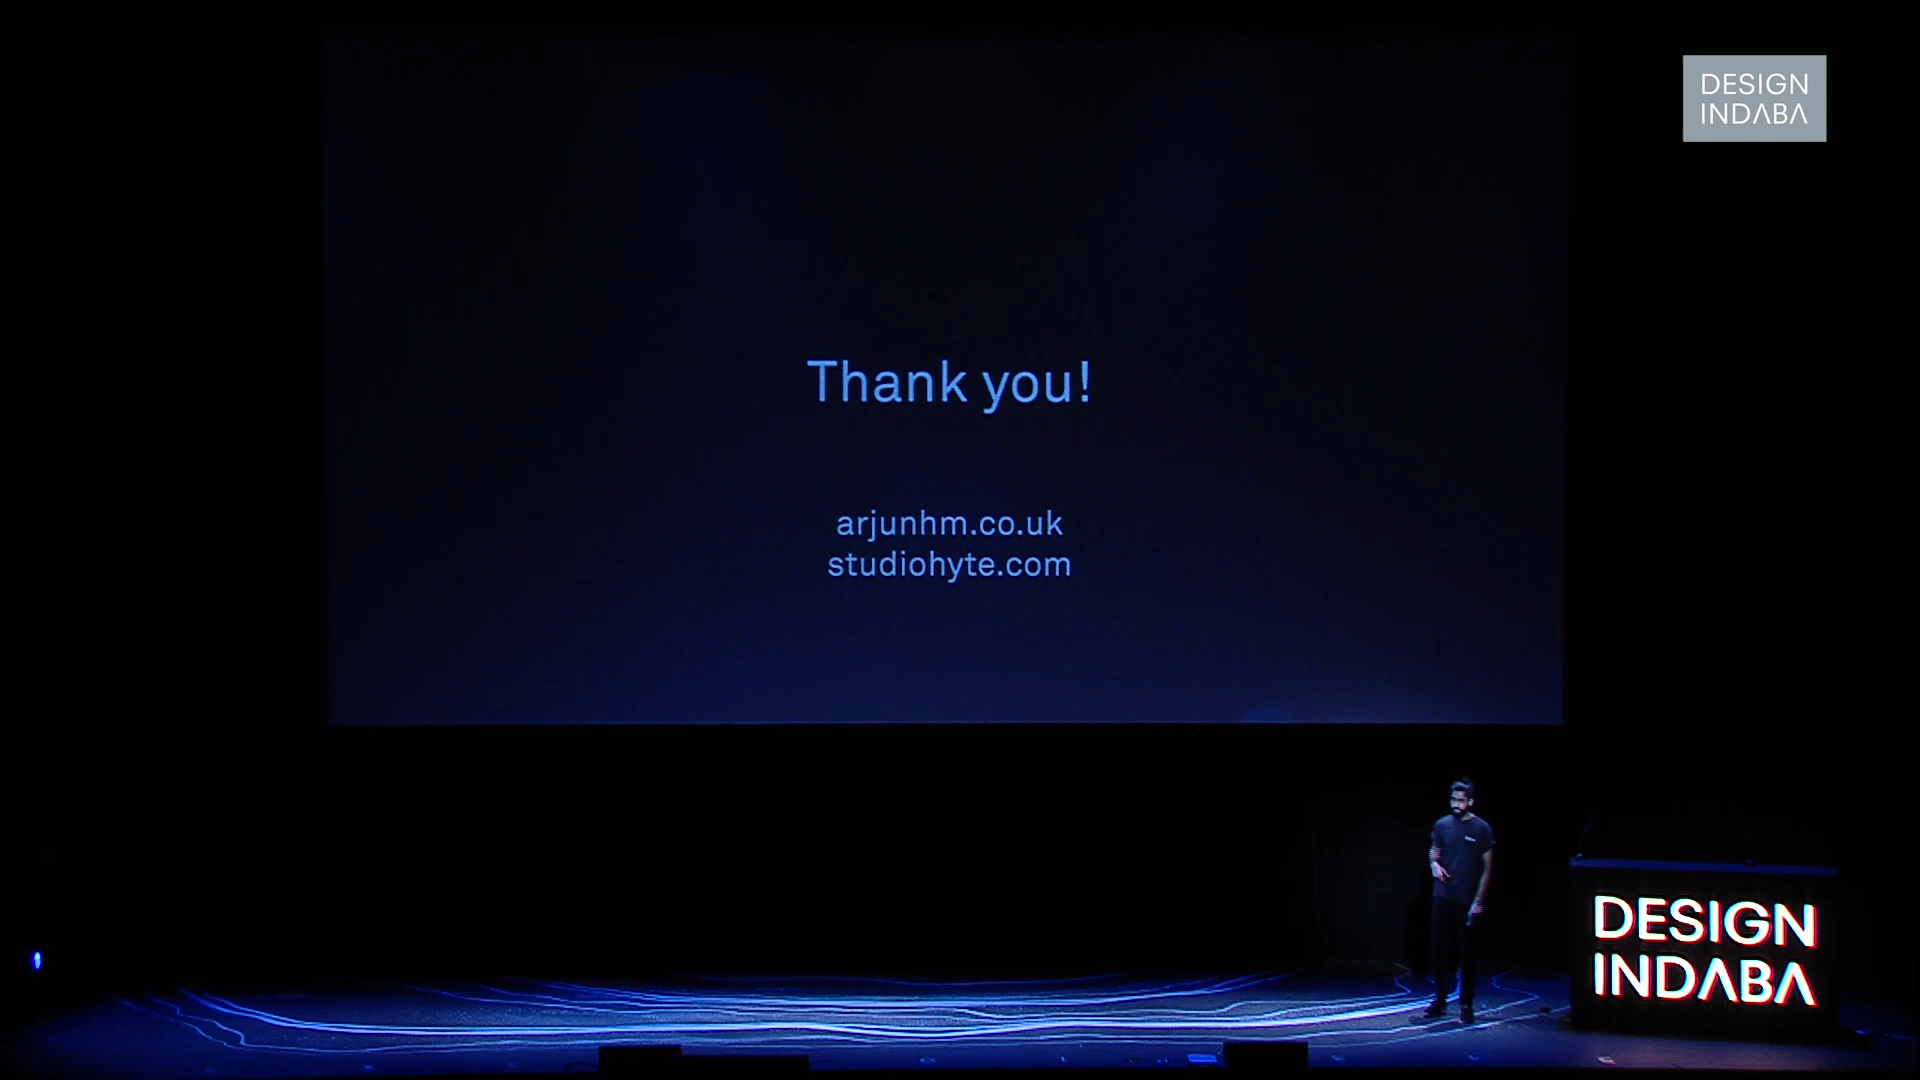 DESIGN
INDABA
Thank you!
arjunhm.co.uk
studiohyte.com
DESIGN
INDABA